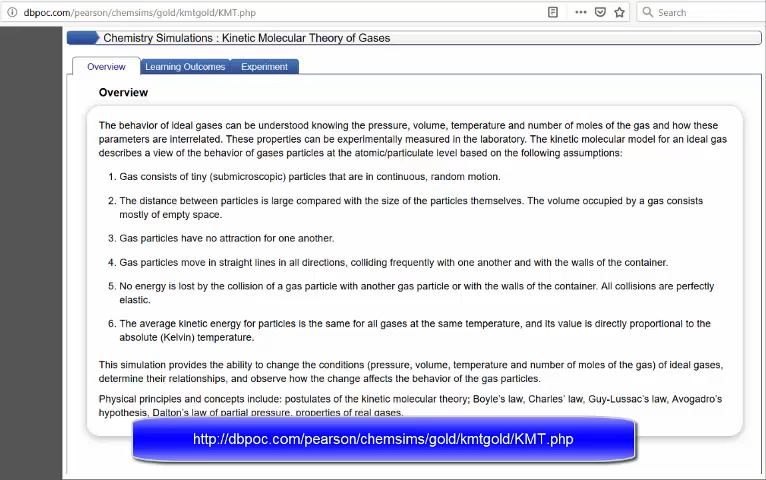 dbpoc.com/pearson/chemsims/gold/kmtgold/KMT.php
Search
Chemistry Simulations : Kinetic Molecular Theory of Gases
Overview
Learning Outcomes
Experiment
Overview
The behavior of ideal gases can be understood knowing the pressure, volume, temperature and number of moles of the gas and how these
parameters are interrelated. These properties can be experimentally measured in the laboratory. The kinetic molecular model for an ideal gas
describes a view of the behavior of gases particles at the atomic/particulate level based on the following assumptions:
1. Gas consists of tiny (submicroscopic) particles that are in continuous, random motion.
2. The distance between particles is large compared with the size of the particles themselves. The volume occupied by a gas consists
mostly of empty space.
3. Gas particles have no attraction for one another.
4. Gas particles move in straight lines in all directions, colliding frequently with one another and with the walls of the container.
5. No energy is lost by the collision of a gas particle with another gas particle or with the walls of the container. All collisions are perfectly
elastic.
6. The average kinetic energy for particles is the same for all gases at the same temperature, and its value is directly proportional to the
absolute (Kelvin) temperature.
This simulation provides the ability to change the conditions (pressure, volume, temperature and number of moles of the gas) of ideal gases,
determine their relationships, and observe how the change affects the behavior of the gas particles.
Physical principles and concepts include: postulates of the kinetic molecular theory; Boyle's law, Charles' law, Guy-Lussac's law, Avogadro's
hypothesis, Dalton's law of partial pressure, properties of real gases.
http://dbpoc.com/pearson/chemsims/gold/kmtgold/KMT.php